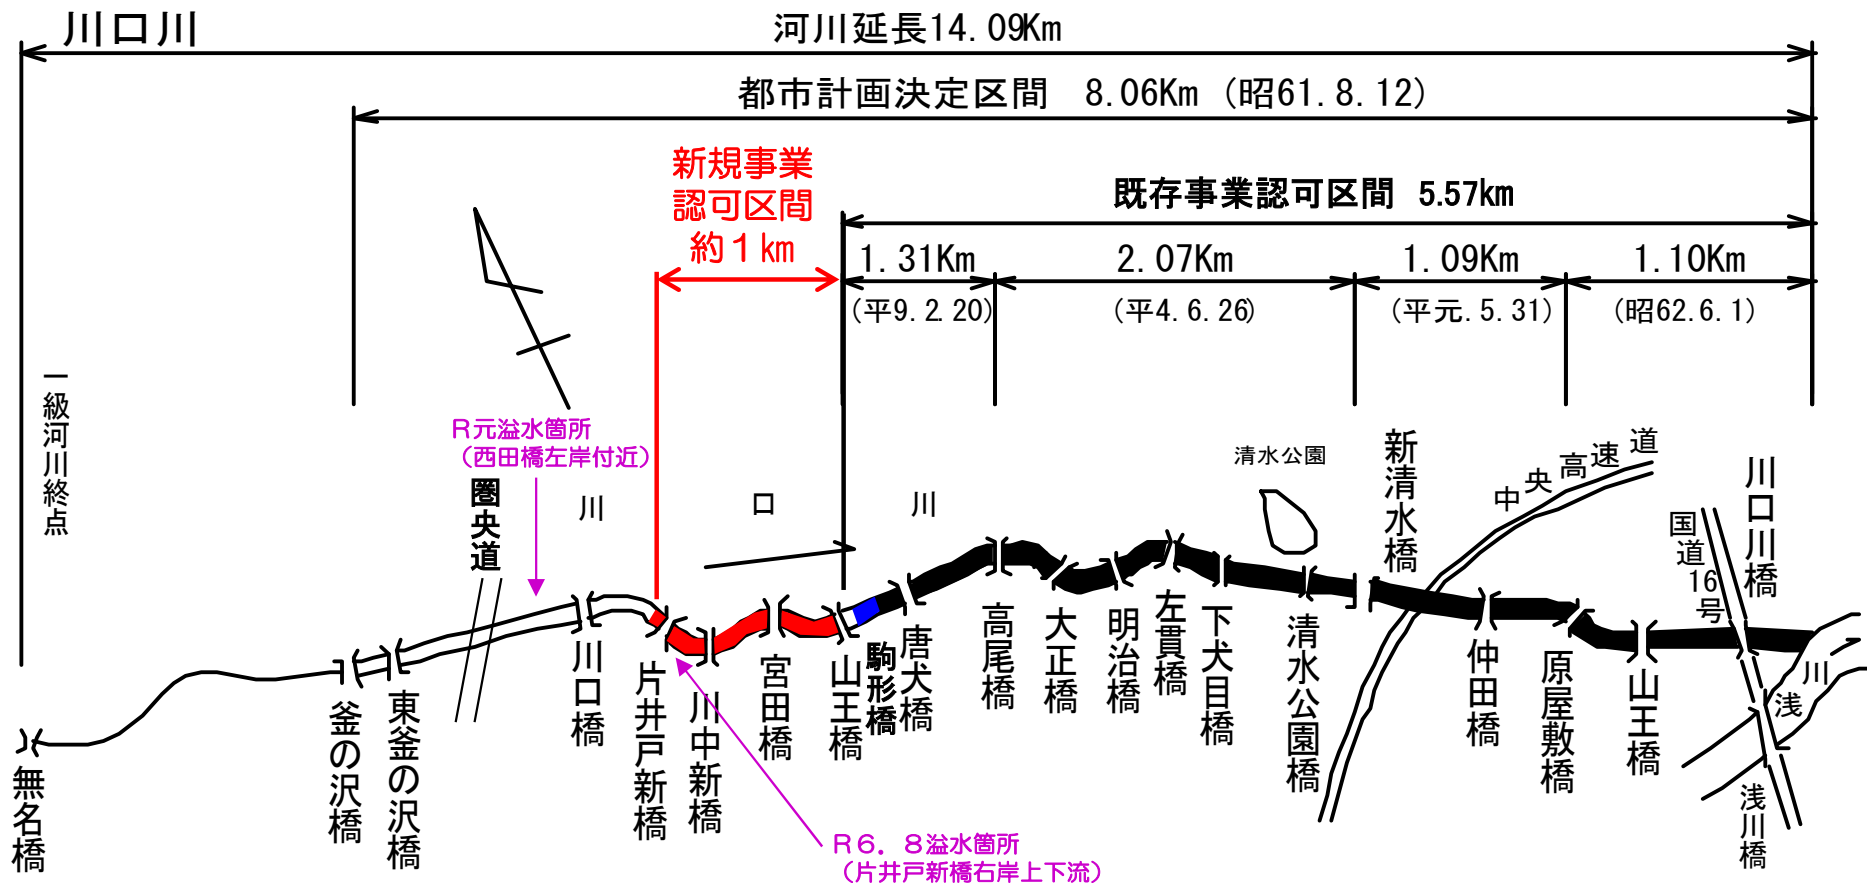 川口川
河川延長14.09Km
都市計画決定区間 8.06Km (昭61.8.12)
新規事業
認可区間
約1km
既存事業認可区間 5.57km
1.31Km
2.07Km
1.09Km
1.10Km
(平9.2.20)
(平4.6.26)
(平元.5.31)
(昭62.6.1)
一級河川終点
R元溢水箇所
(西田橋左岸付近)
圏央道
川 口 川
清水公園
新清水橋
中央高速道
国道16号
川口川橋
無名橋
釜の沢橋
東釜の沢橋
川口橋
片井戸新橋
川中新橋
宮田橋
山王橋
駒形橋
唐犬橋
高尾橋
大正橋
明治橋
左貫橋
下犬目橋
清水公園橋
仲田橋
原屋敷橋
山王橋
浅川
浅川橋
R6.8溢水箇所
(片井戸新橋右岸上下流)